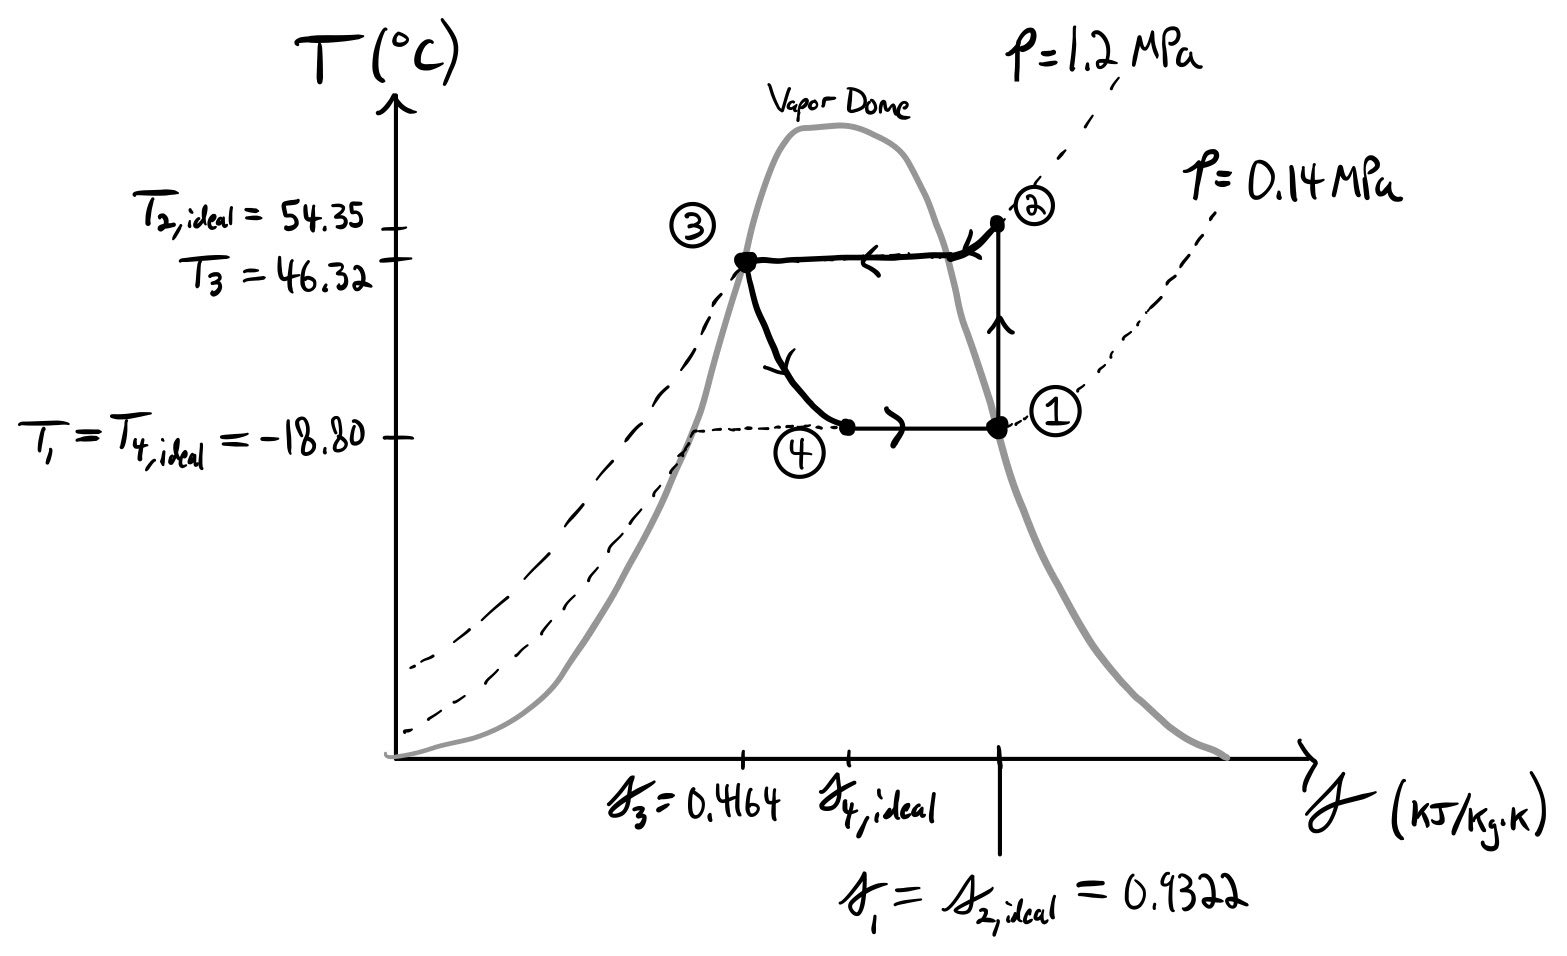 T (°C)
P = 1.2 MPa
Vapor Dome
P = 0.14 MPa
T₂,ideal = 54.35
③
②
T₃ = 46.32
①
T₁ = T₄,ideal = -18.80
④
s₃ = 0.4164
s₄,ideal
s (KJ/Kg·K)
s₁ = s₂,ideal = 0.9322